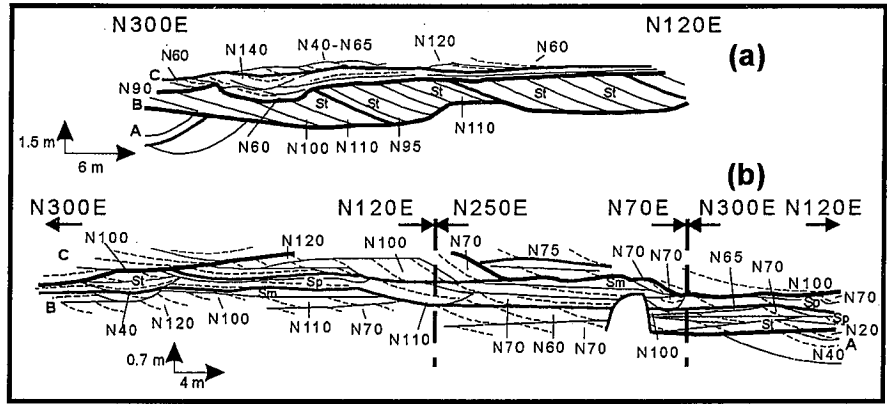 N300E N120E
(a)
N60 N140 N40-N65 N120 N60
C
N90
B
A
St St St St St
N60 N100 N110 N95 N110
1.5 m
6 m
(b)
N300E N120E N250E N70E N300E N120E
C
N100 N120 N100 N70 N75 N70 N70 N65 N70 N100
St Sp Sm Sm Sp N70
B
Sp
St N20
N40 N120 N100 N110 N70 N110 N70 N60 N70 N100 N40 A
0.7 m
4 m